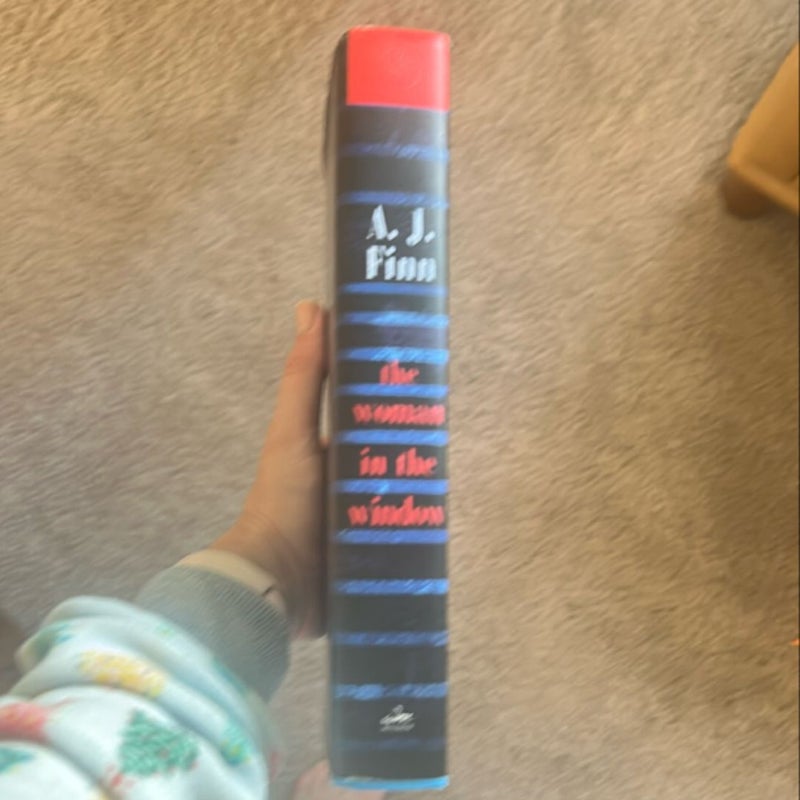 A. J.
Finn
the
woman
in the
window